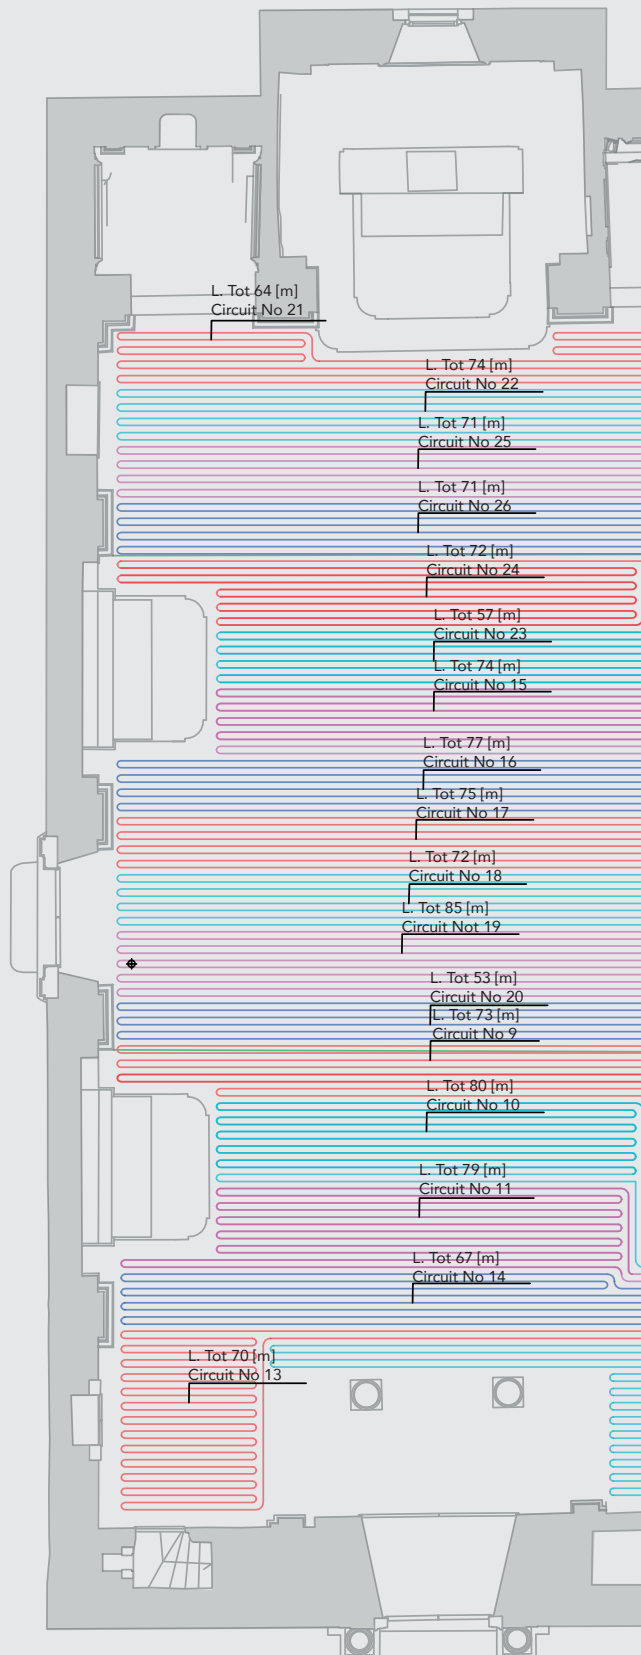 L. Tot 64 [m]
Circuit No 21
L. Tot 74 [m]
Circuit No 22
L. Tot 71 [m]
Circuit No 25
L. Tot 71 [m]
Circuit No 26
L. Tot 72 [m]
Circuit No 24
L. Tot 57 [m]
Circuit No 23
L. Tot 74 [m]
Circuit No 15
L. Tot 77 [m]
Circuit No 16
L. Tot 75 [m]
Circuit No 17
L. Tot 72 [m]
Circuit No 18
L. Tot 85 [m]
Circuit Not 19
L. Tot 53 [m]
Circuit No 20
L. Tot 73 [m]
Circuit No 9
L. Tot 80 [m]
Circuit No 10
L. Tot 79 [m]
Circuit No 11
L. Tot 67 [m]
Circuit No 14
L. Tot 70 [m]
Circuit No 13